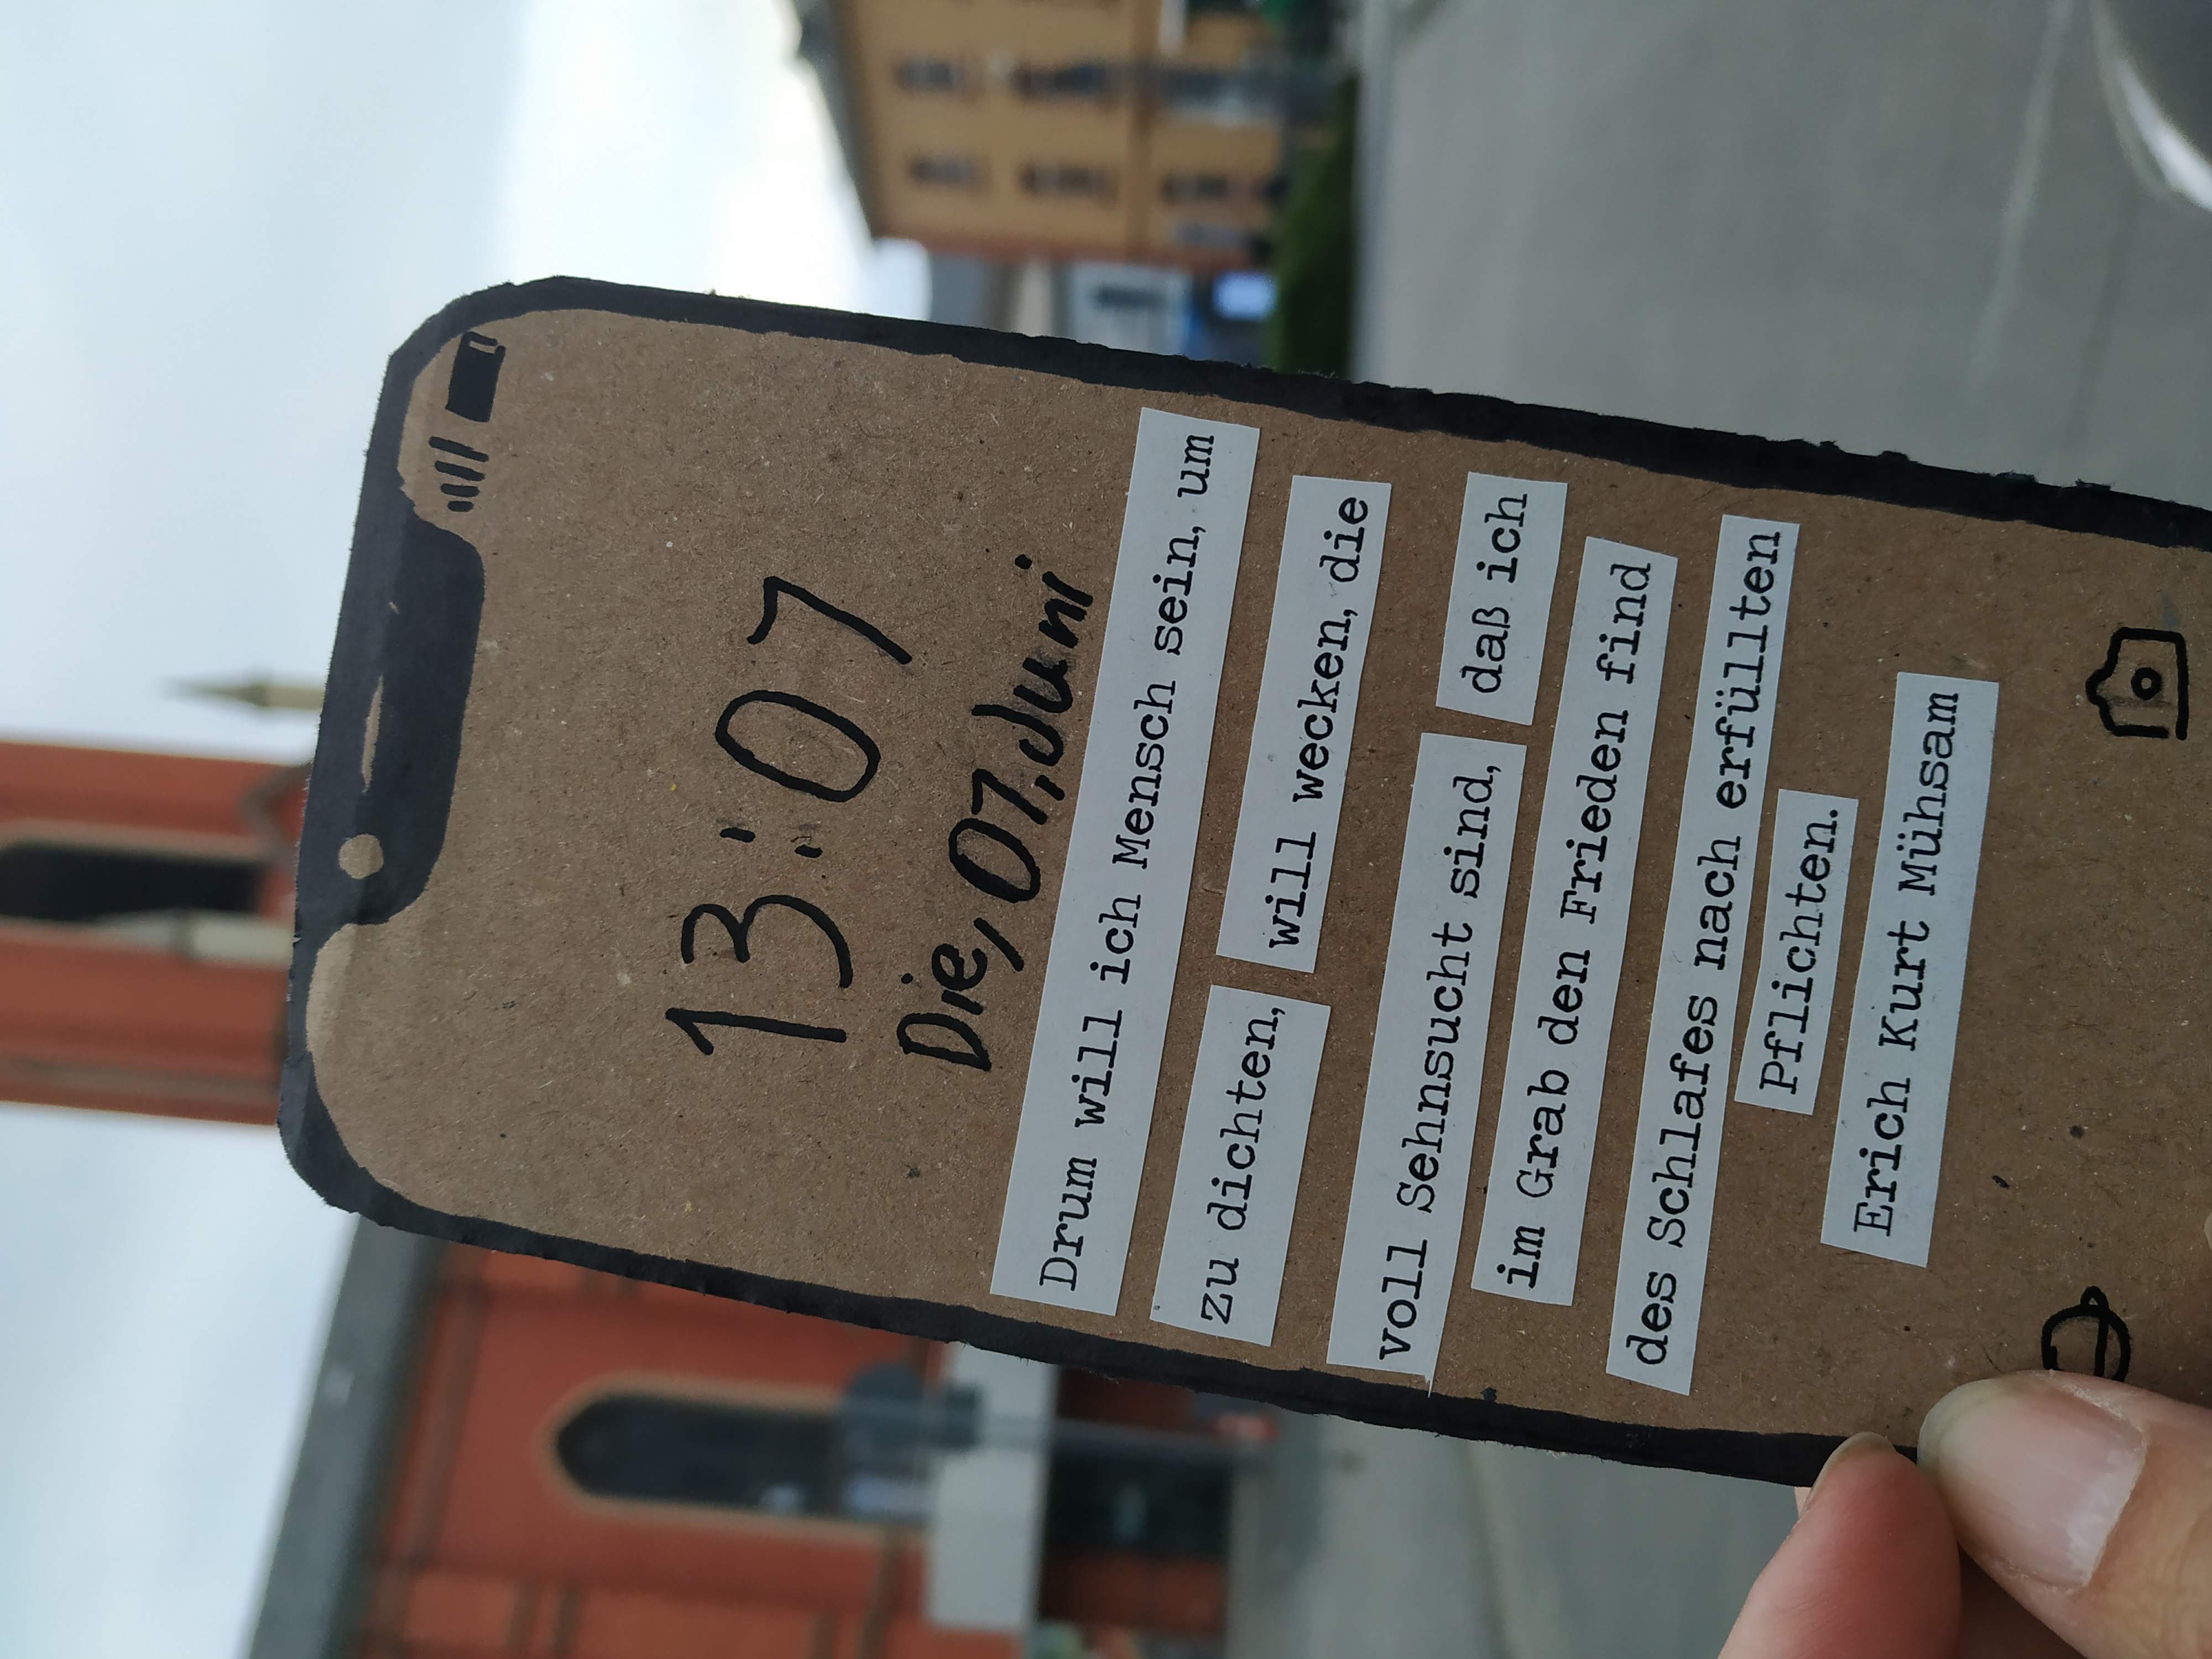 13:07
Die, 07. Juni
Drum will ich Mensch sein, um
zu dichten, will wecken, die
voll Sehnsucht sind, daß ich
im Grab den Frieden find
des Schlafes nach erfüllten
Pflichten.
Erich Kurt Mühsam